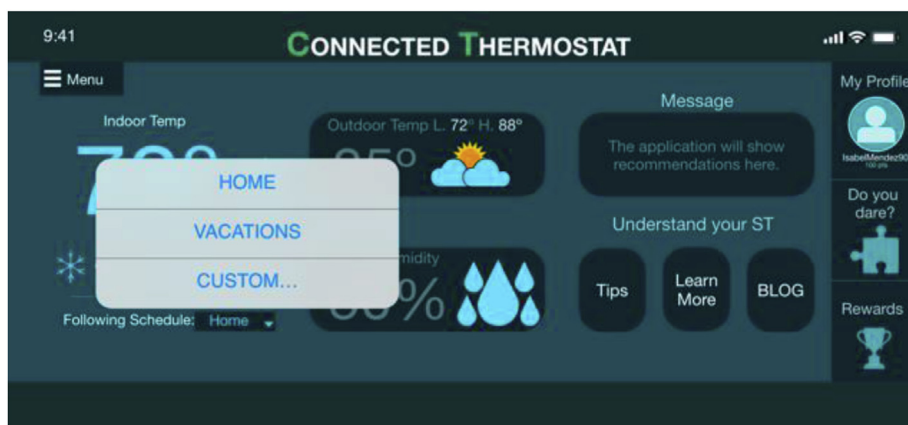 9:41
CONNECTED THERMOSTAT
Menu
Indoor Temp
Outdoor Temp L. 72° H. 88°
HOME
VACATIONS
CUSTOM...
%
Following Schedule: Home
Message
The application will show
recommendations here.
Understand your ST
Tips
Learn
More
BLOG
My Profile
IsabelMendez90
100 pts
Do you
dare?
Rewards